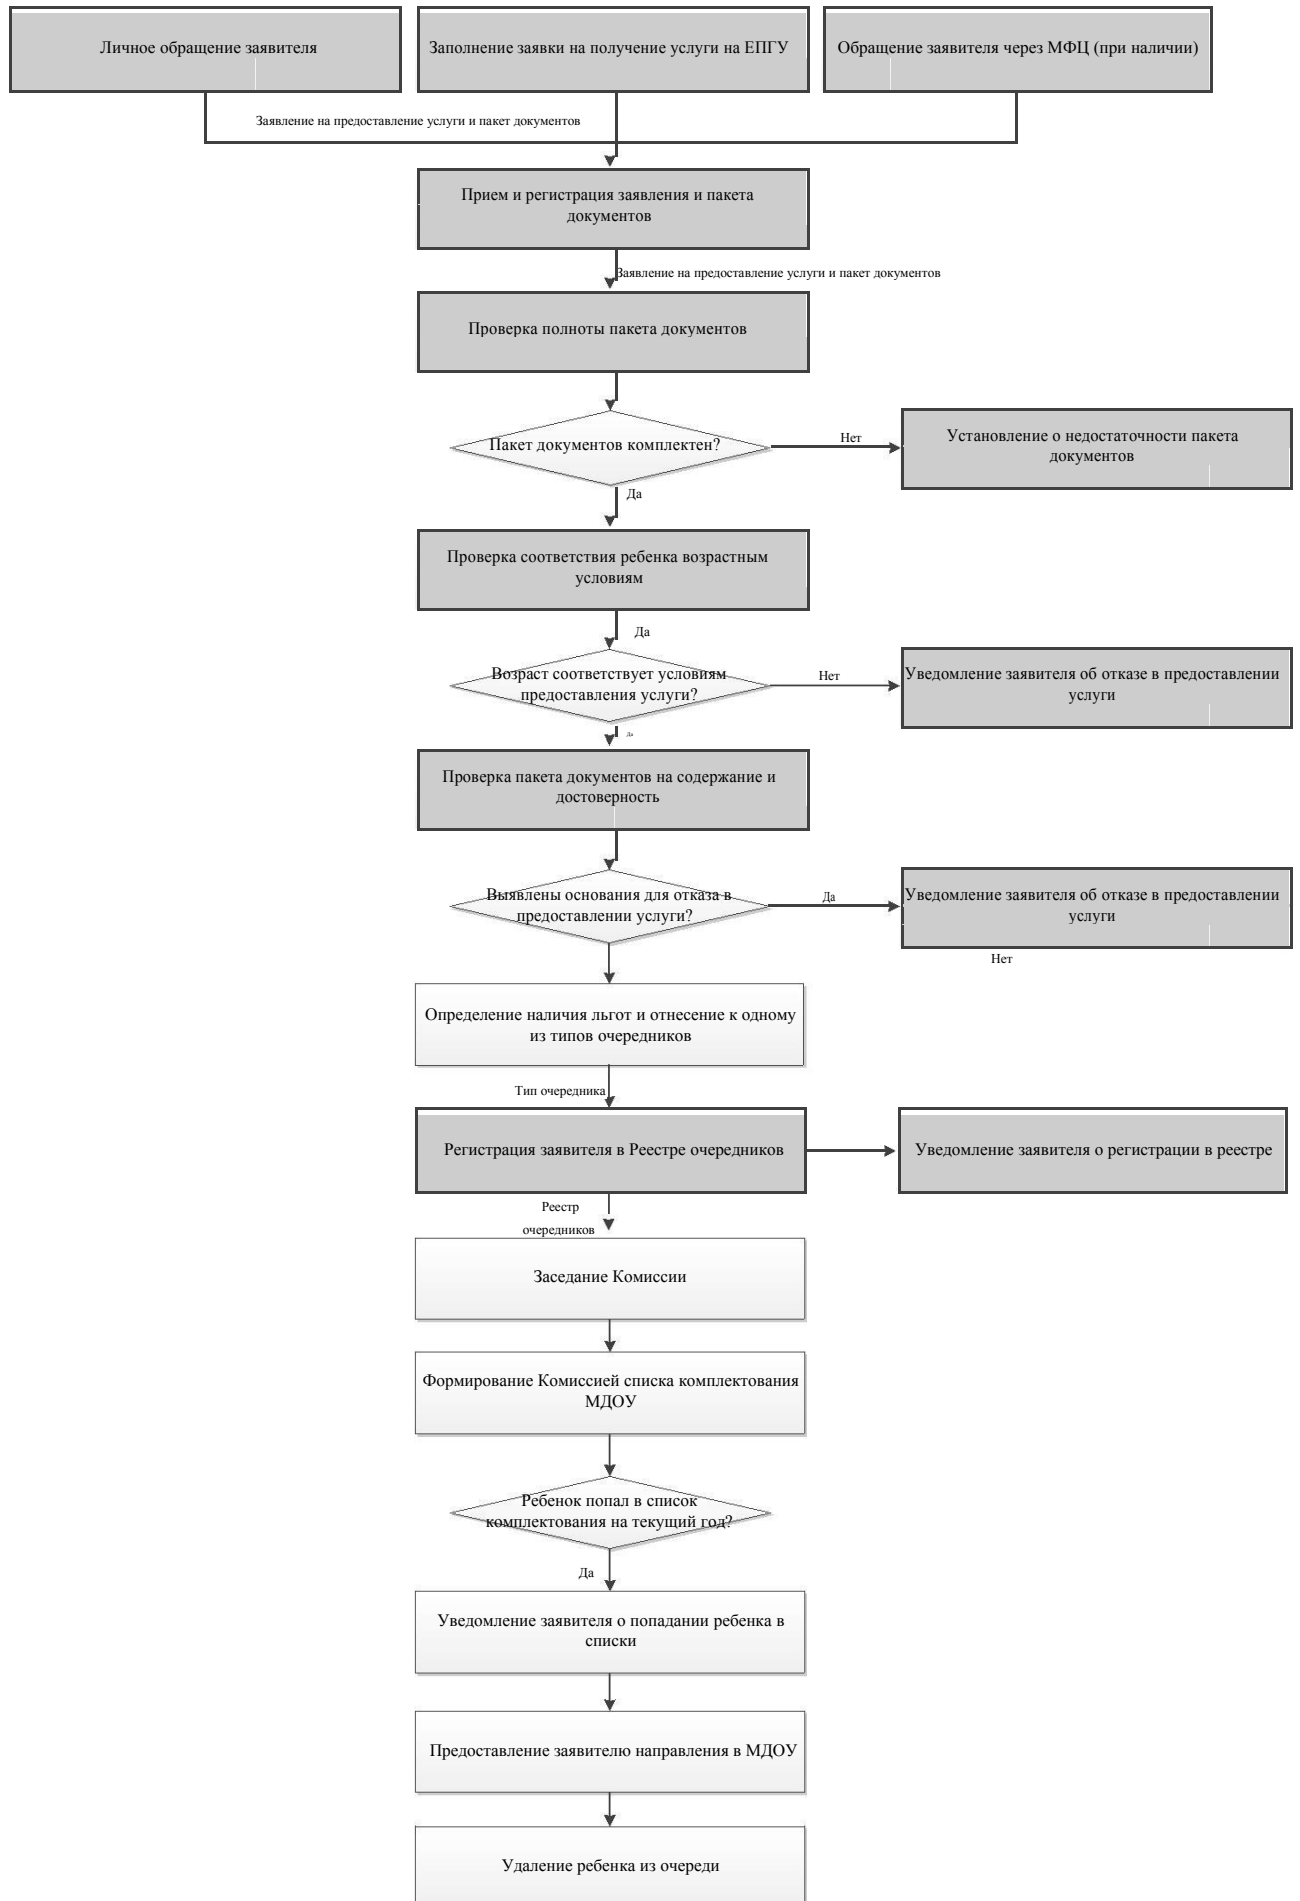 Личное обращение заявителя
Заполнение заявки на получение услуги на ЕПГУ
Обращение заявителя через МФЦ (при наличии)
Заявление на предоставление услуги и пакет документов
Прием и регистрация заявления и пакета
документов
Заявление на предоставление услуги и пакет документов
Проверка полноты пакета документов
Пакет документов комплектен?
Нет
Установление о недостаточности пакета
документов
Да
Проверка соответствия ребенка возрастным
условиям
Да
Возраст соответствует условиям
предоставления услуги?
Нет
Уведомление заявителя об отказе в предоставлении
услуги
Да
Проверка пакета документов на содержание и
достоверность
Выявлены основания для отказа в
предоставлении услуги?
Да
Уведомление заявителя об отказе в предоставлении
услуги
Нет
Определение наличия льгот и отнесение к одному
из типов очередников
Тип очередника
Регистрация заявителя в Реестре очередников
Уведомление заявителя о регистрации в реестре
Реестр
очередников
Заседание Комиссии
Формирование Комиссией списка комплектования
МДОУ
Ребенок попал в список
комплектования на текущий год?
Да
Уведомление заявителя о попадании ребенка в
списки
Предоставление заявителю направления в МДОУ
Удаление ребенка из очереди